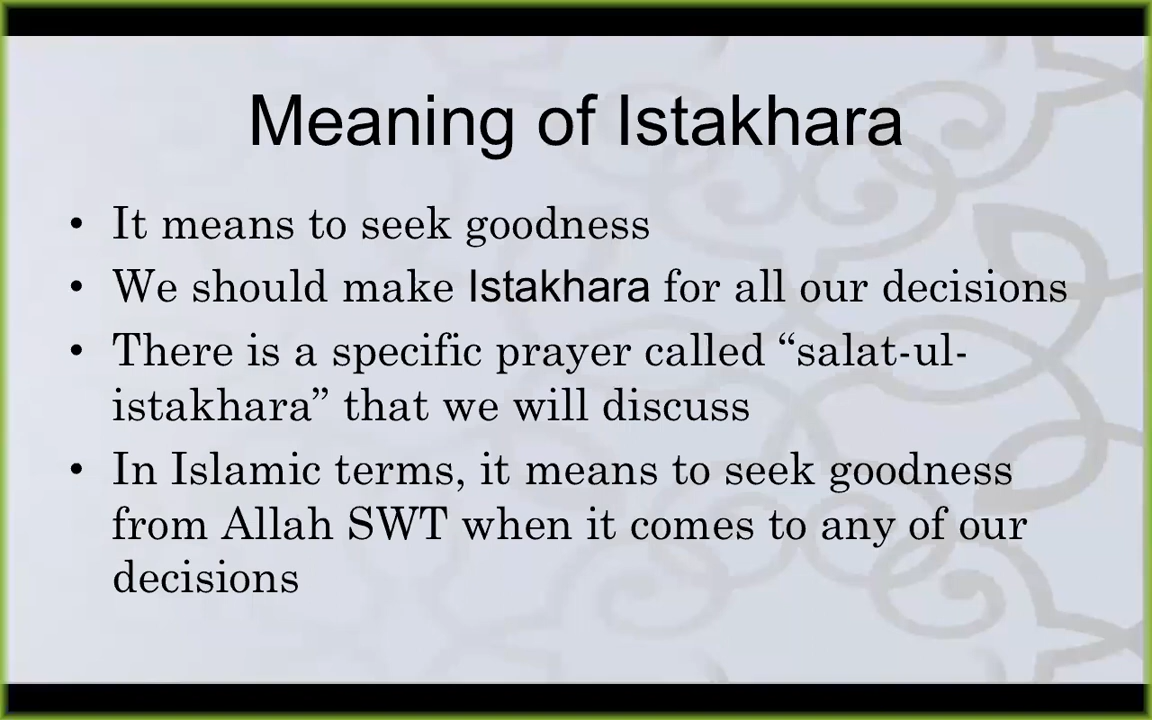 Meaning of Istakhara
• It means to seek goodness
• We should make Istakhara for all our decisions
• There is a specific prayer called “salat-ul-
istakhara” that we will discuss
• In Islamic terms, it means to seek goodness
from Allah SWT when it comes to any of our
decisions